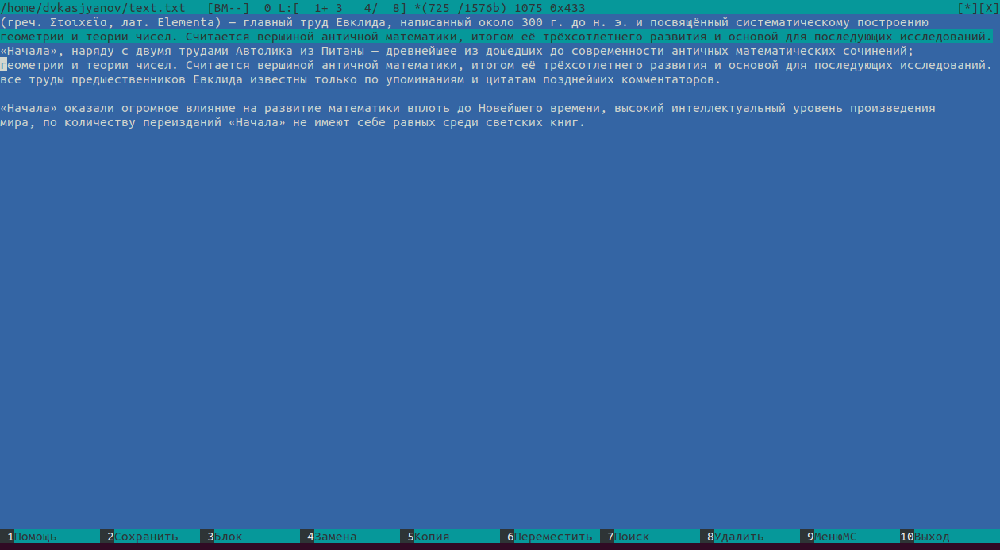 /home/dvkasjyanov/text.txt   [BM--]  0 L:[  1+ 3   4/  8] *(725 /1576b) 1075 0x433   [*][X]
(греч. Στοιχεῖα, лат. Elementa) — главный труд Евклида, написанный около 300 г. до н. э. и посвящённый систематическому построению
геометрии и теории чисел. Считается вершиной античной математики, итогом её трёхсотлетнего развития и основой для последующих исследований.
«Начала», наряду с двумя трудами Автолика из Питаны — древнейшее из дошедших до современности античных математических сочинений;
геометрии и теории чисел. Считается вершиной античной математики, итогом её трёхсотлетнего развития и основой для последующих исследований.
все труды предшественников Евклида известны только по упоминаниям и цитатам позднейших комментаторов.
«Начала» оказали огромное влияние на развитие математики вплоть до Новейшего времени, высокий интеллектуальный уровень произведения
мира, по количеству переизданий «Начала» не имеют себе равных среди светских книг.
1Помощь 2Сохранить 3Блок 4Замена 5Копия 6Переместить 7Поиск 8Удалить 9МенюMC 10Выход